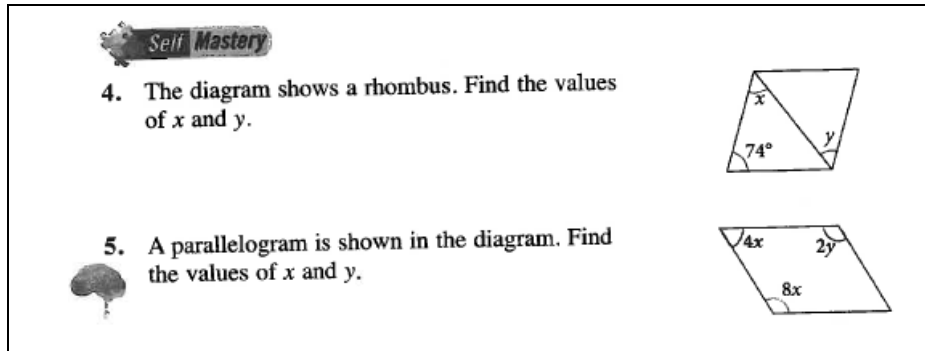 Self Mastery
4. The diagram shows a rhombus. Find the values
of x and y.
x
y
74°
5. A parallelogram is shown in the diagram. Find
the values of x and y.
4x
2y
8x